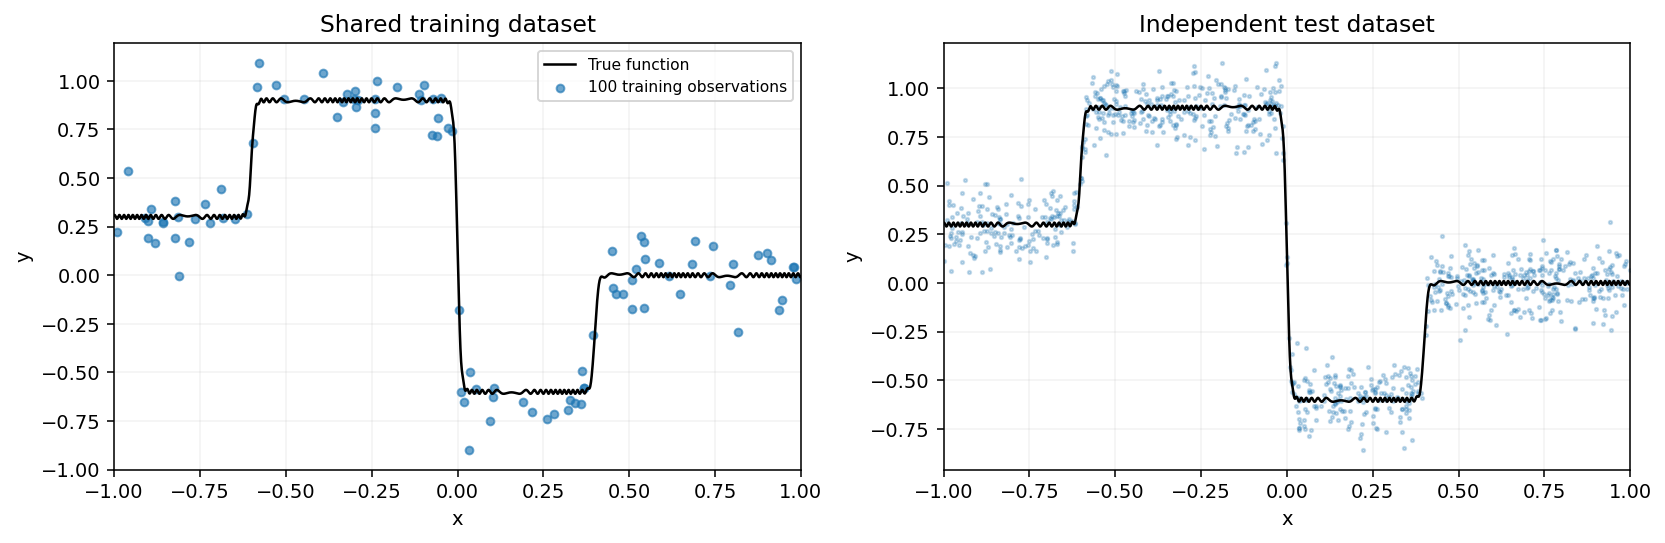 Shared training dataset
True function
100 training observations
1.00
0.75
0.50
0.25
0.00
−0.25
−0.50
−0.75
−1.00
y
−1.00 −0.75 −0.50 −0.25 0.00 0.25 0.50 0.75 1.00
x
Independent test dataset
1.00
0.75
0.50
0.25
0.00
−0.25
−0.50
−0.75
y
−1.00 −0.75 −0.50 −0.25 0.00 0.25 0.50 0.75 1.00
x